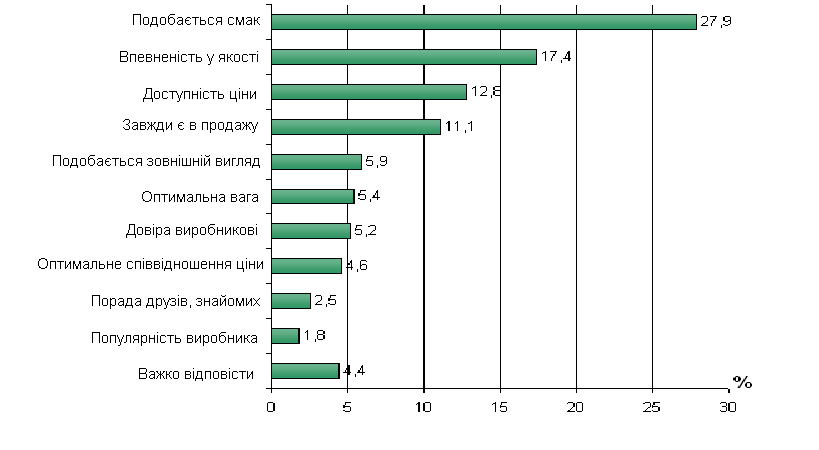 Подобається смак 27,9
Впевненість у якості 17,4
Доступність ціни 12,8
Завжди є в продажу 11,1
Подобається зовнішній вигляд 5,9
Оптимальна вага 5,4
Довіра виробникові 5,2
Оптимальне співвідношення ціни 4,6
Порада друзів, знайомих 2,5
Популярність виробника 1,8
Важко відповісти 4,4
%
0 5 10 15 20 25 30